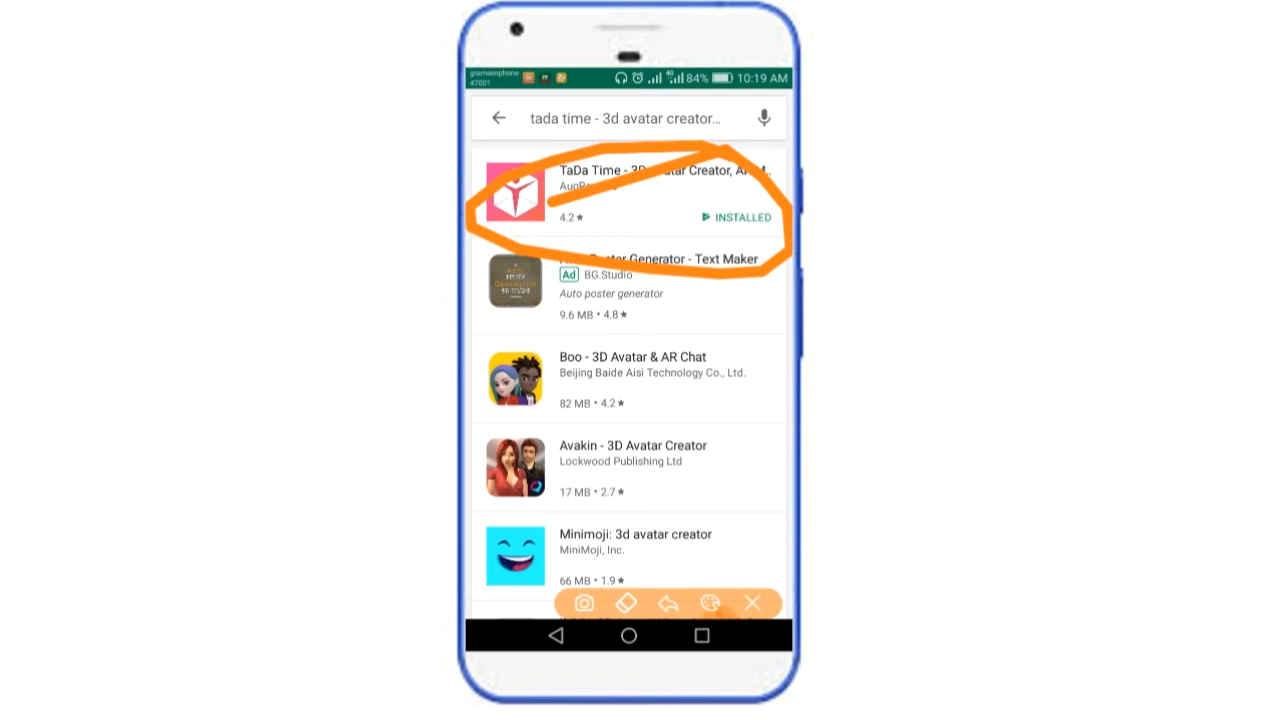 grameenphone
47001
4G
84%
10:19 AM
tada time - 3d avatar creator...
TaDa Time - 3D Avatar Creator,
4.2★
INSTALLED
Poster Generator - Text Maker
Ad BG.Studio
Auto poster generator
9.6 MB • 4.8★
Boo - 3D Avatar & AR Chat
Beijing Baide Aisi Technology Co., Ltd.
82 MB • 4.2★
Avakin - 3D Avatar Creator
Lockwood Publishing Ltd
17 MB • 2.7★
Minimoji: 3d avatar creator
MiniMoji, Inc.
66 MB • 1.9★